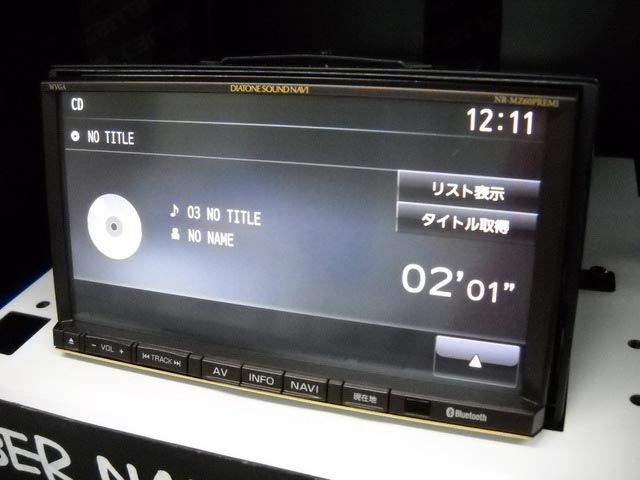 WVGA
DIATONE SOUND NAVI
NR-MZ60PREMI
CD
12:11
NO TITLE
リスト表示
03 NO TITLE
タイトル取得
NO NAME
02'01"
- VOL +
TRACK
AV
INFO
NAVI
現在地
Bluetooth
BER NA